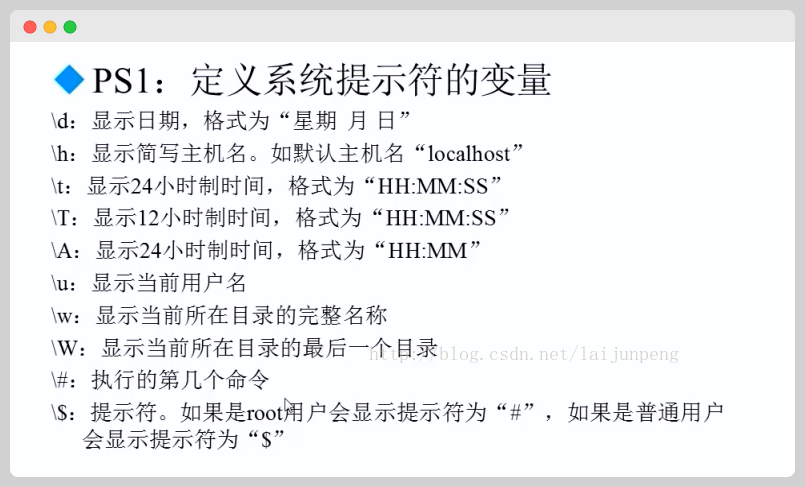 PS1：定义系统提示符的变量
\d：显示日期，格式为“星期 月 日”
\h：显示简写主机名。如默认主机名“localhost”
\t：显示24小时制时间，格式为“HH:MM:SS”
\T：显示12小时制时间，格式为“HH:MM:SS”
\A：显示24小时制时间，格式为“HH:MM”
\u：显示当前用户名
\w：显示当前所在目录的完整名称
\W：显示当前所在目录的最后一个目录
http://blog.csdn.net/laijunpeng
\#：执行的第几个命令
\$：提示符。如果是root用户会显示提示符为“#”，如果是普通用户
会显示提示符为“$”